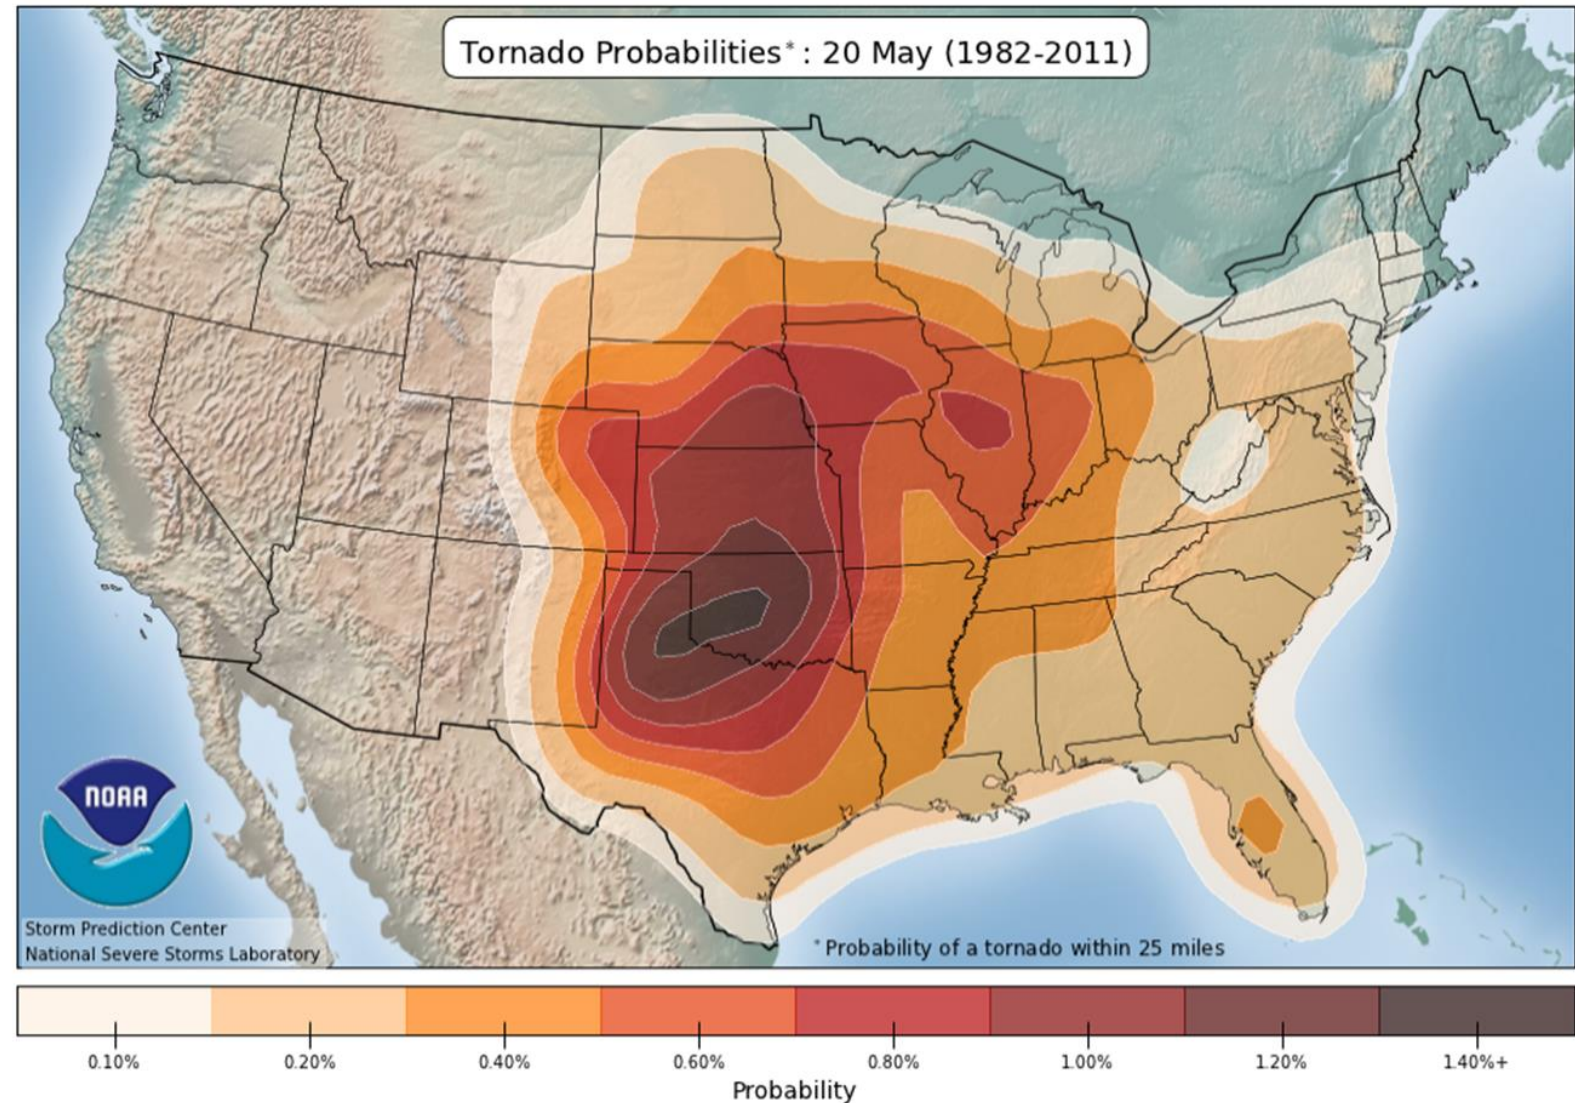 Tornado Probabilities* : 20 May (1982-2011)
NOAA
Storm Prediction Center
National Severe Storms Laboratory
*Probability of a tornado within 25 miles
0.10% 0.20% 0.40% 0.60% 0.80% 1.00% 1.20% 1.40%+
Probability